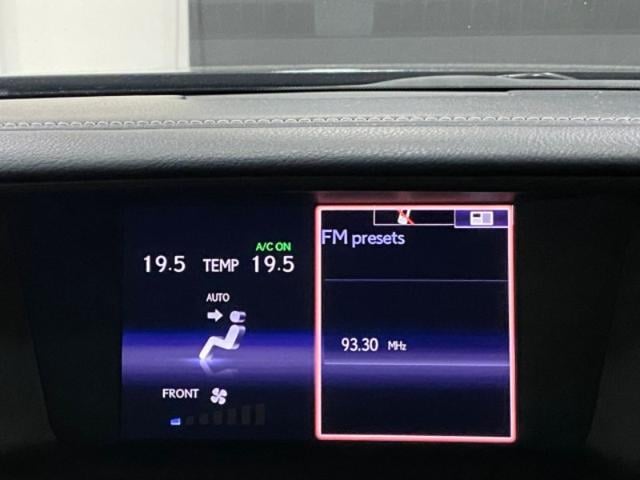 A/C ON
19.5 TEMP 19.5
AUTO
FRONT
FM presets
93.30 MHz